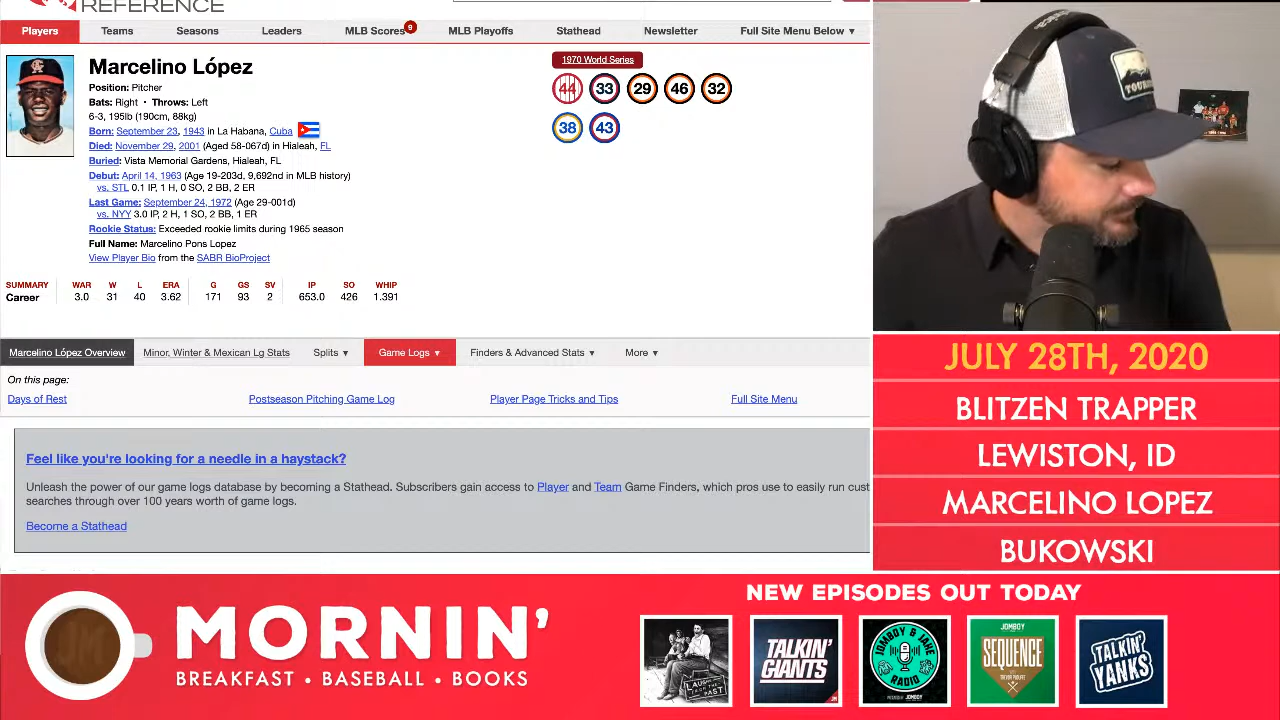 REFERENCE
Players Teams Seasons Leaders MLB Scores 9 MLB Playoffs Stathead Newsletter Full Site Menu Below ▼
Marcelino López
Position: Pitcher
Bats: Right • Throws: Left
6-3, 195lb (190cm, 88kg)
Born: September 23, 1943 in La Habana, Cuba
Died: November 29, 2001 (Aged 58-067d) in Hialeah, FL
Buried: Vista Memorial Gardens, Hialeah, FL
Debut: April 14, 1963 (Age 19-203d, 9,692nd in MLB history)
vs. STL 0.1 IP, 1 H, 0 SO, 2 BB, 2 ER
Last Game: September 24, 1972 (Age 29-001d)
vs. NYY 3.0 IP, 2 H, 1 SO, 2 BB, 1 ER
Rookie Status: Exceeded rookie limits during 1965 season
Full Name: Marcelino Pons Lopez
View Player Bio from the SABR BioProject
1970 World Series
44 33 29 46 32
38 43
SUMMARY WAR W L ERA G GS SV IP SO WHIP
Career 3.0 31 40 3.62 171 93 2 653.0 426 1.391
Marcelino López Overview Minor, Winter & Mexican Lg Stats Splits ▼ Game Logs ▼ Finders & Advanced Stats ▼ More ▼
On this page:
Days of Rest Postseason Pitching Game Log Player Page Tricks and Tips Full Site Menu
Feel like you're looking for a needle in a haystack?
Unleash the power of our game logs database by becoming a Stathead. Subscribers gain access to Player and Team Game Finders, which pros use to easily run cust
searches through over 100 years worth of game logs.
Become a Stathead
JULY 28TH, 2020
BLITZEN TRAPPER
LEWISTON, ID
MARCELINO LOPEZ
BUKOWSKI
MORNIN'
BREAKFAST • BASEBALL • BOOKS
NEW EPISODES OUT TODAY
TALKIN'
GIANTS
JOMBOY & JAKE
RADIO
JOMBOY
SEQUENCE
TALKIN'
YANKS